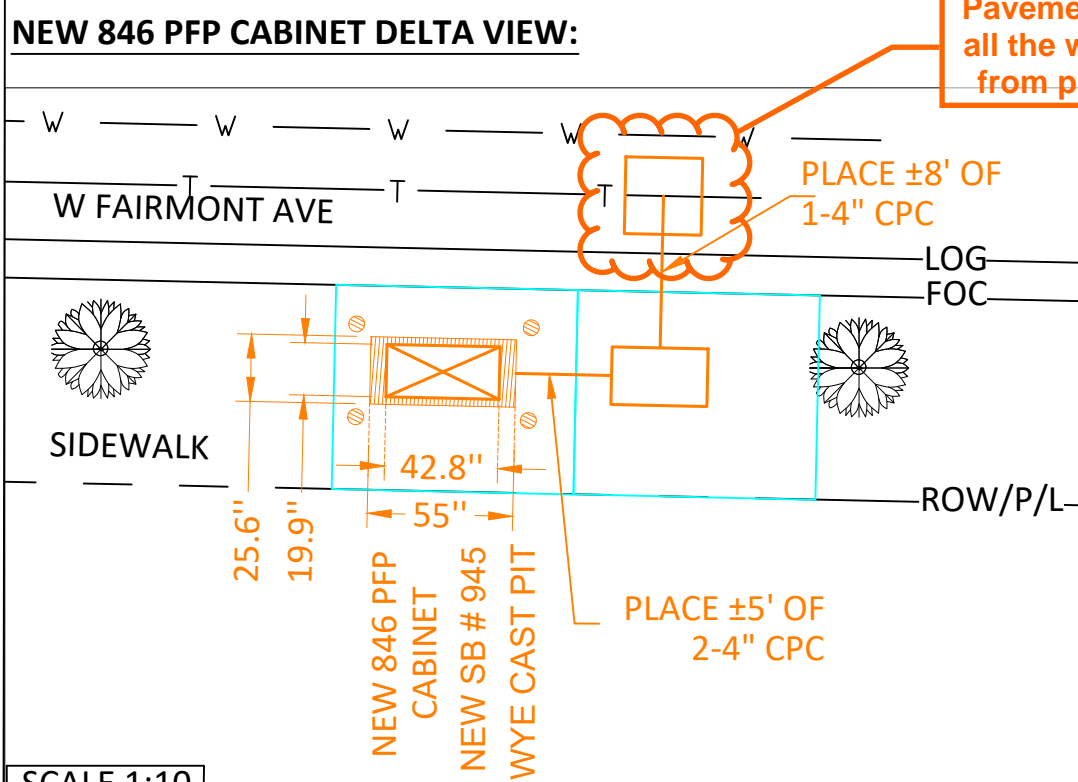 NEW 846 PFP CABINET DELTA VIEW:
all the
from
W W W W W
PLACE ±8' OF
1-4" CPC
T T T
W FAIRMONT AVE
LOG
FOC
SIDEWALK
42.8''
55''
25.6''
19.9''
ROW/P/L
NEW 846 PFP
CABINET
NEW SB # 945
WYE CAST PIT
PLACE ±5' OF
2-4" CPC
SCALE 1:10